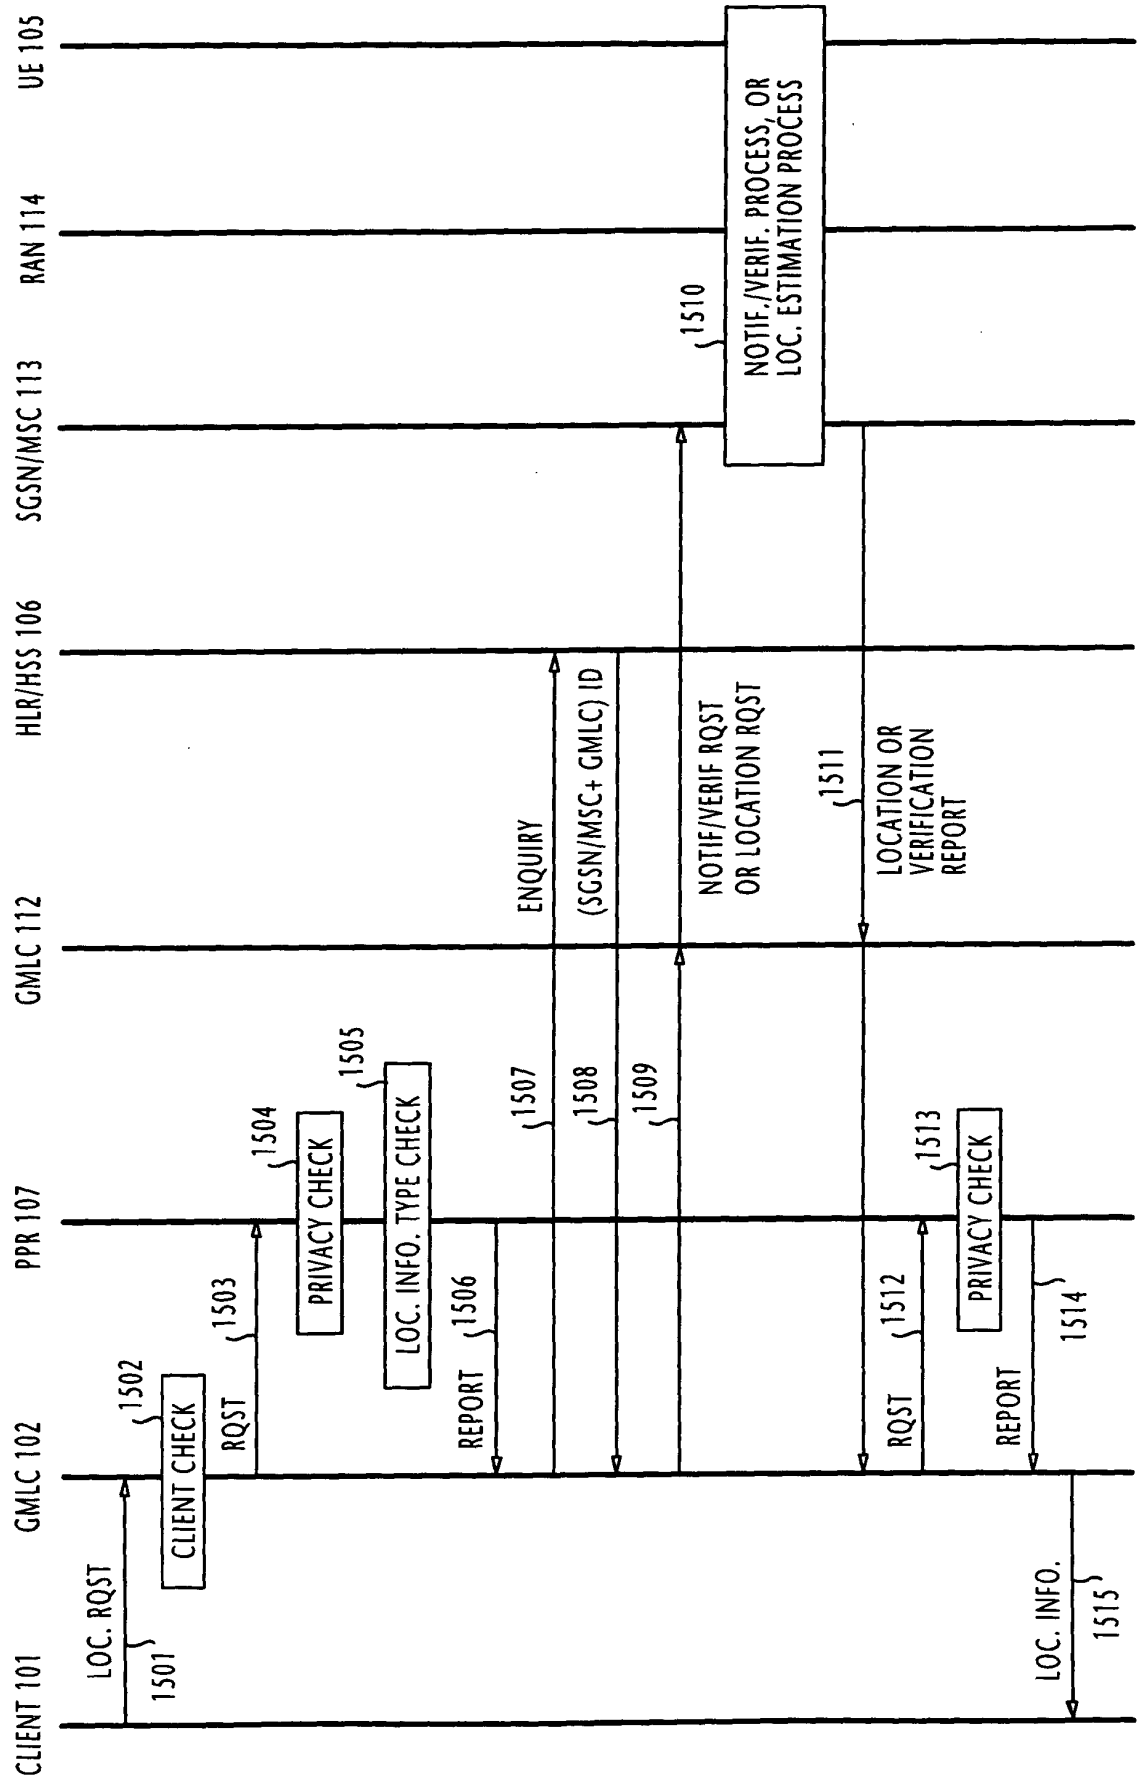 CLIENT 101
GMLC 102
PPR 107
GMLC 112
HLR/HSS 106
SGSN/MSC 113
RAN 114
UE 105
LOC. RQST
1501
CLIENT CHECK
1502
RQST
1503
PRIVACY CHECK
1504
LOC. INFO. TYPE CHECK
1505
REPORT
1506
1507
ENQUIRY
1508
(SGSN/MSC+ GMLC) ID
1509
NOTIF/VERIF RQST
OR LOCATION RQST
1510
NOTIF./VERIF. PROCESS, OR
LOC. ESTIMATION PROCESS
1511
LOCATION OR
VERIFICATION
REPORT
RQST
1512
PRIVACY CHECK
1513
REPORT
1514
LOC. INFO.
1515